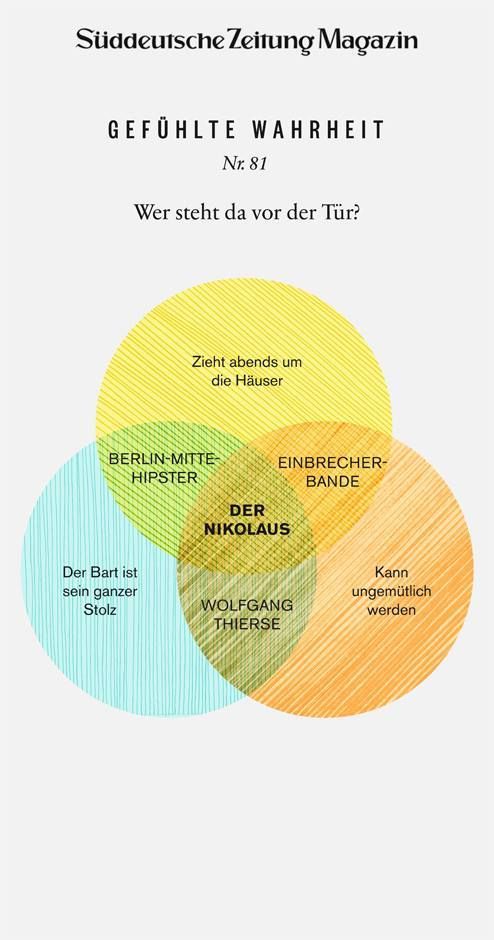 Süddeutsche Zeitung Magazin
GEFÜHLTE WAHRHEIT
Nr. 81
Wer steht da vor der Tür?
Zieht abends um
die Häuser
BERLIN-MITTE-
HIPSTER
EINBRECHER-
BANDE
DER
NIKOLAUS
Der Bart ist
sein ganzer
Stolz
Kann
ungemütlich
werden
WOLFGANG
THIERSE